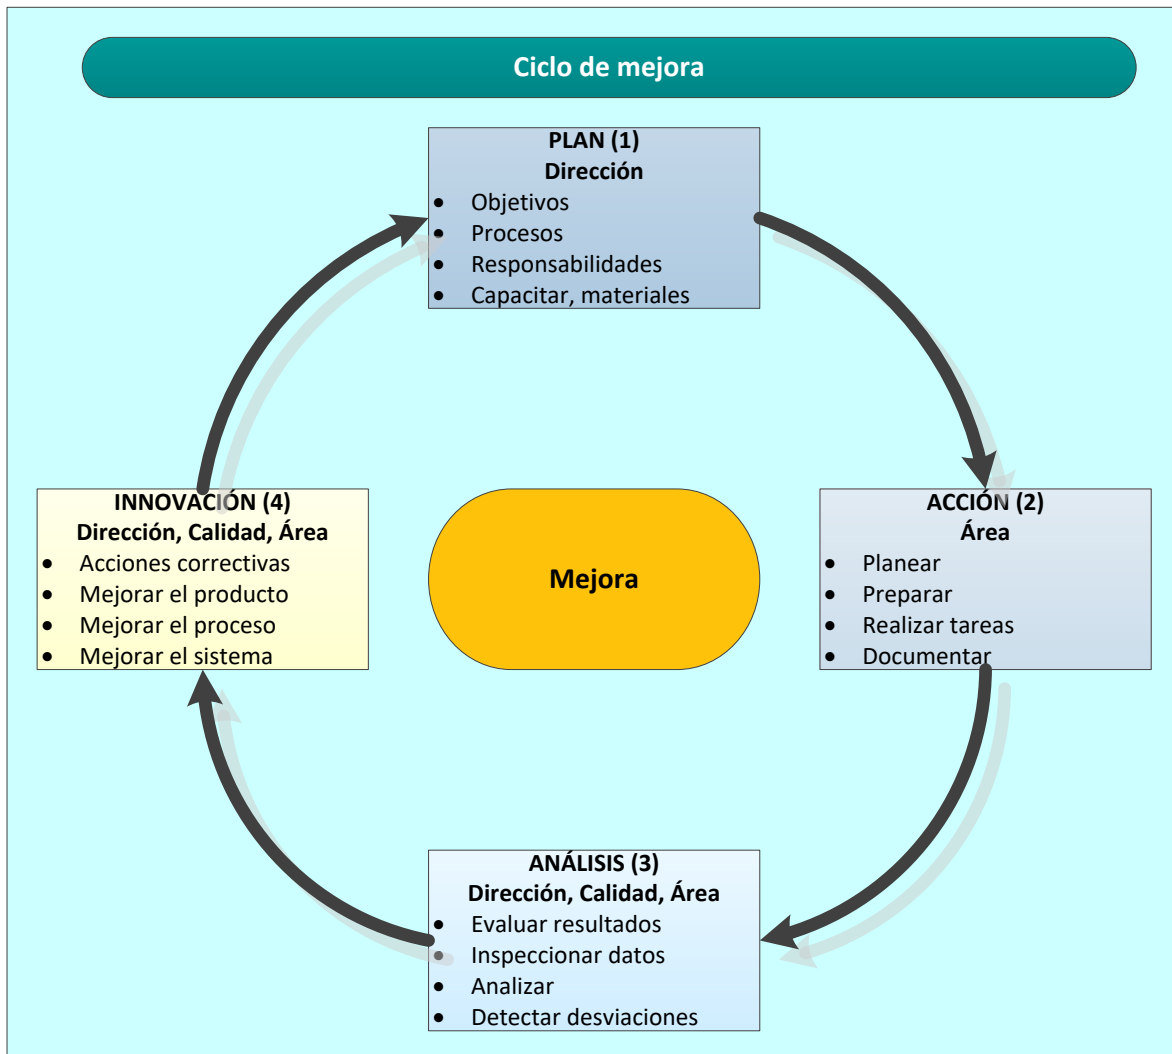 Ciclo de mejora
PLAN (1)
Dirección
• Objetivos
• Procesos
• Responsabilidades
• Capacitar, materiales
ACCIÓN (2)
Área
• Planear
• Preparar
• Realizar tareas
• Documentar
ANÁLISIS (3)
Dirección, Calidad, Área
• Evaluar resultados
• Inspeccionar datos
• Analizar
• Detectar desviaciones
INNOVACIÓN (4)
Dirección, Calidad, Área
• Acciones correctivas
• Mejorar el producto
• Mejorar el proceso
• Mejorar el sistema
Mejora